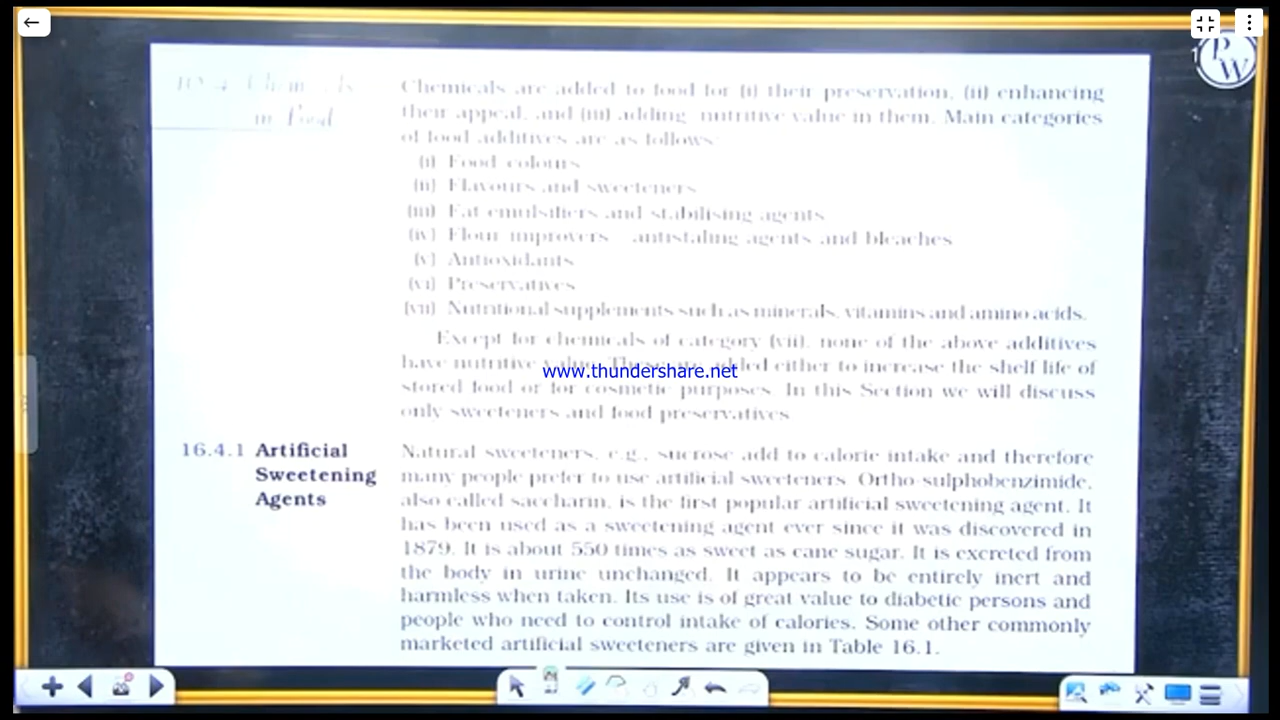 PW
Chemicals are added to food for (i) their preservation, (ii) enhancing
16.4 Chemicals
in Food
their appeal, and (iii) adding nutritive value in them. Main categories
of food additives are as follows:
(i) Food colours
(ii) Flavours and sweeteners
(iii) Fat emulsifiers and stabilising agents
(iv) Flour improvers - antistaling agents and bleaches
(v) Antioxidants
(vi) Preservatives
(vii) Nutritional supplements such as minerals, vitamins and amino acids.
Except for chemicals of category (vii), none of the above additives
have nutritive value. These are added either to increase the shelf life of
www.thundershare.net
stored food or for cosmetic purposes. In this Section we will discuss
only sweeteners and food preservatives.
16.4.1 Artificial
Sweetening
Agents
Natural sweeteners, e.g., sucrose add to calorie intake and therefore
many people prefer to use artificial sweeteners. Ortho-sulphobenzimide,
also called saccharin, is the first popular artificial sweetening agent. It
has been used as a sweetening agent ever since it was discovered in
1879. It is about 550 times as sweet as cane sugar. It is excreted from
the body in urine unchanged. It appears to be entirely inert and
harmless when taken. Its use is of great value to diabetic persons and
people who need to control intake of calories. Some other commonly
marketed artificial sweeteners are given in Table 16.1.